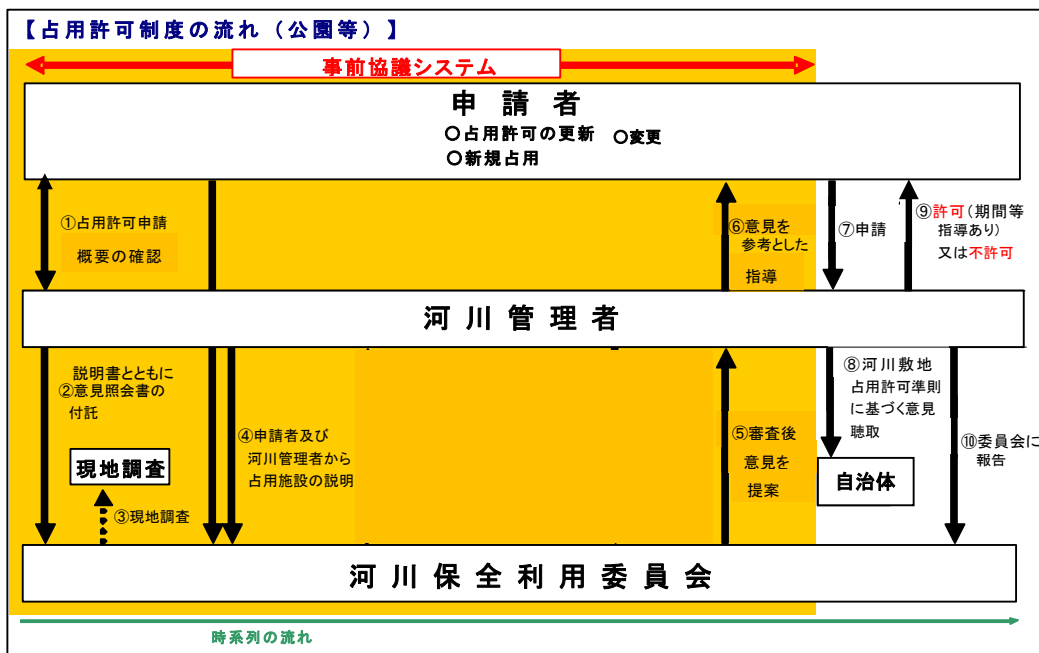 【占用許可制度の流れ（公園等）】
事前協議システム
申請者
○占用許可の更新 ○変更
○新規占用
①占用許可申請
概要の確認
⑥意見を
参考とした
指導
⑦申請
⑨許可（期間等
指導あり）
又は不許可
河川管理者
説明書とともに
②意見照会書の
付託
現地調査
③現地調査
④申請者及び
河川管理者から
占用施設の説明
⑤審査後
意見を
提案
⑧河川敷地
占用許可準則
に基づく意見
聴取
自治体
⑩委員会に
報告
河川保全利用委員会
時系列の流れ